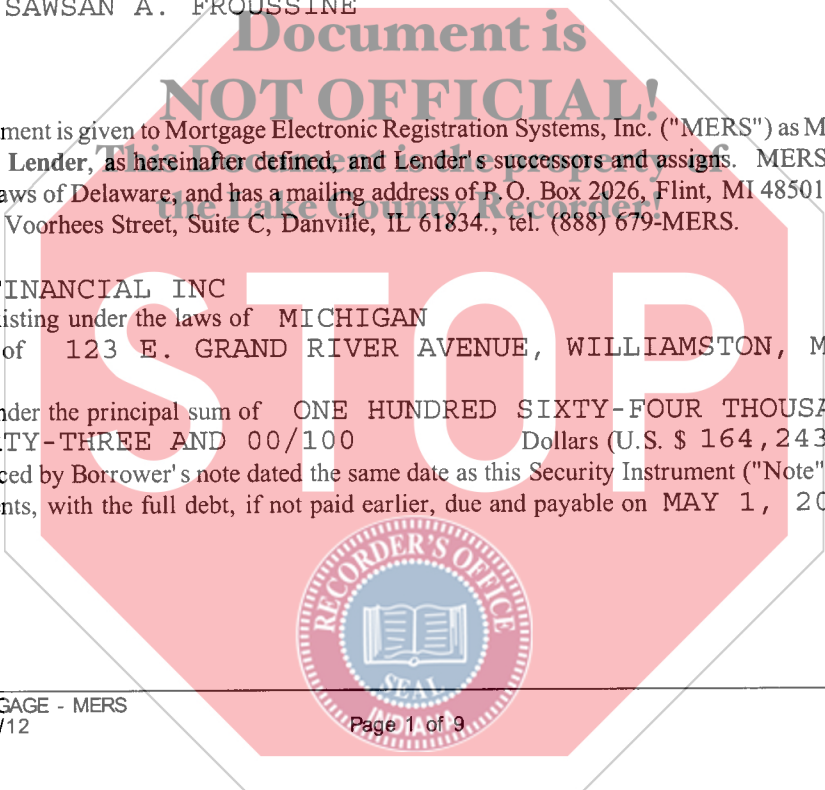 SAWSAN A. FROUSSINE
Document is
NOT OFFICIAL!
ment is given to Mortgage Electronic Registration Systems, Inc. ("MERS") as M
Lender, as hereinafter defined, and Lender's successors and assigns. MERS
This Document is the property of
aws of Delaware, and has a mailing address of P.O. Box 2026, Flint, MI 48501
the Lake County Recorder!
Voorhees Street, Suite C, Danville, IL 61834., tel. (888) 679-MERS.
FINANCIAL INC
isting under the laws of MICHIGAN
of 123 E. GRAND RIVER AVENUE, WILLIAMSTON, M
STOP
nder the principal sum of ONE HUNDRED SIXTY-FOUR THOUSA
TY-THREE AND 00/100 Dollars (U.S. $ 164,243
ced by Borrower's note dated the same date as this Security Instrument ("Note"
nts, with the full debt, if not paid earlier, due and payable on MAY 1, 20
RECORDER'S OFFICE
SEAL
INDIANA
GAGE - MERS
/12 Page 1 of 9